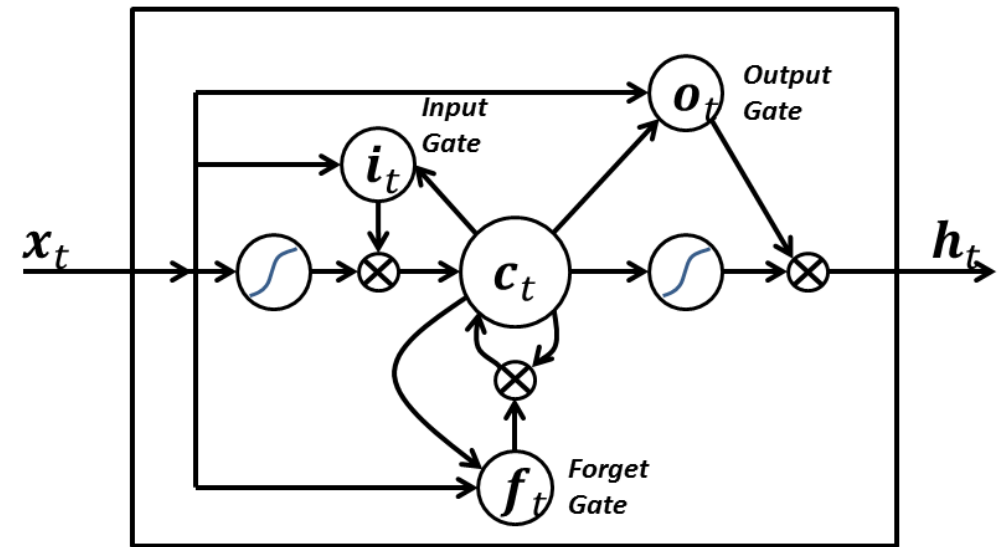 Output
Gate
o_t
Input
Gate
i_t
x_t
c_t
h_t
f_t
Forget
Gate